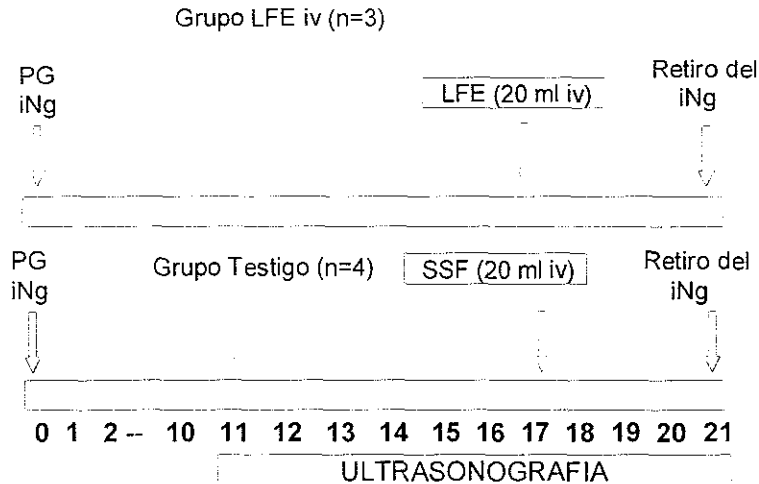 Grupo LFE iv (n=3)
PG
iNg
LFE (20 ml iv)
Retiro del
iNg
PG
iNg
Grupo Testigo (n=4)
SSF (20 ml iv)
Retiro del
iNg
0 1 2 -- 10 11 12 13 14 15 16 17 18 19 20 21
ULTRASONOGRAFIA